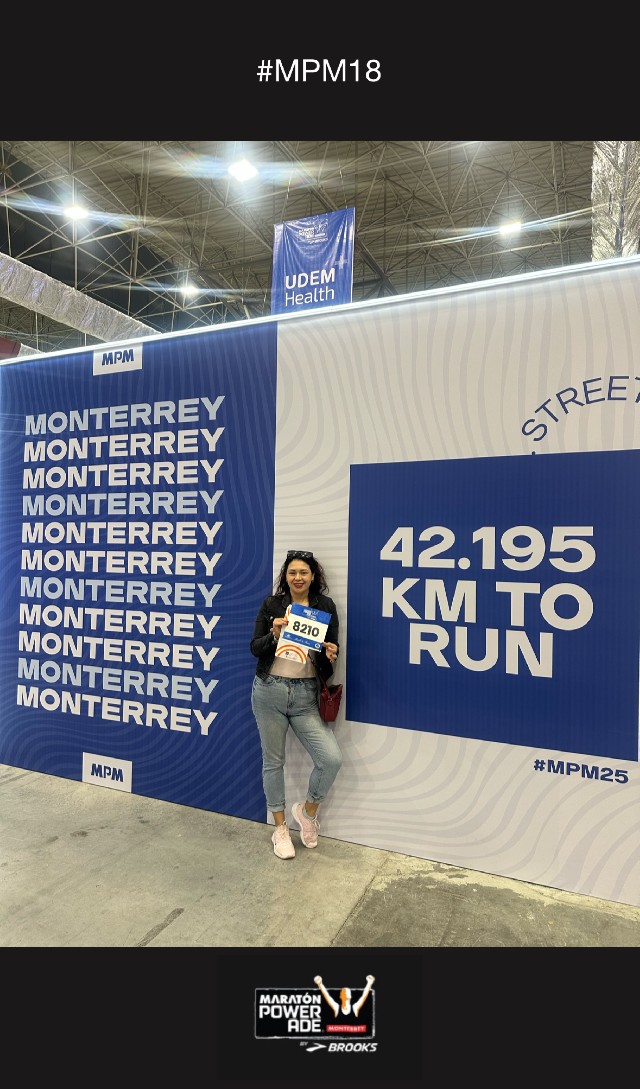 #MPM18
UDEM+
Health
MPM
MONTERREY
MONTERREY
MONTERREY
MONTERREY
MONTERREY
MONTERREY
MONTERREY
MONTERREY
MONTERREY
MONTERREY
MONTERREY
MPM
STREET
42.195
KM TO
RUN
#MPM25
8210
MARATÓN
POWER
ADE
MONTERREY
BY BROOKS